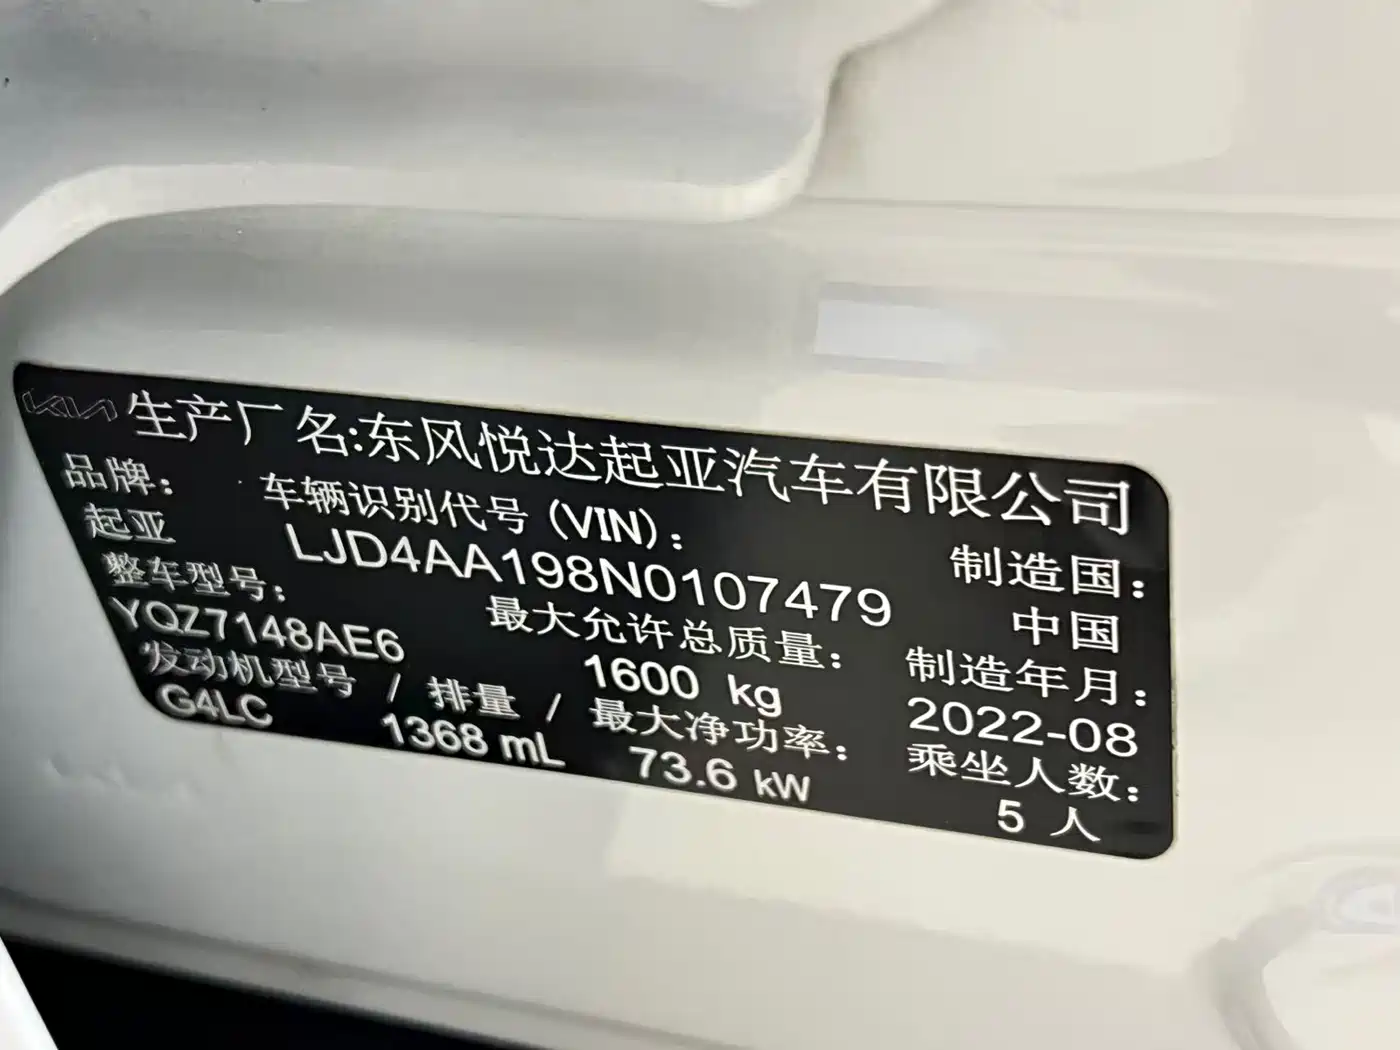 KIA 生产厂名:东风悦达起亚汽车有限公司
品牌: 车辆识别代号 (VIN): 制造国:
起亚 LJD4AA198N0107479 中国
整车型号: 最大允许总质量: 制造年月:
YQZ7148AE6 1600 kg 2022-08
发动机型号 / 排量 / 最大净功率: 乘坐人数:
G4LC 1368 mL 73.6 kW 5 人